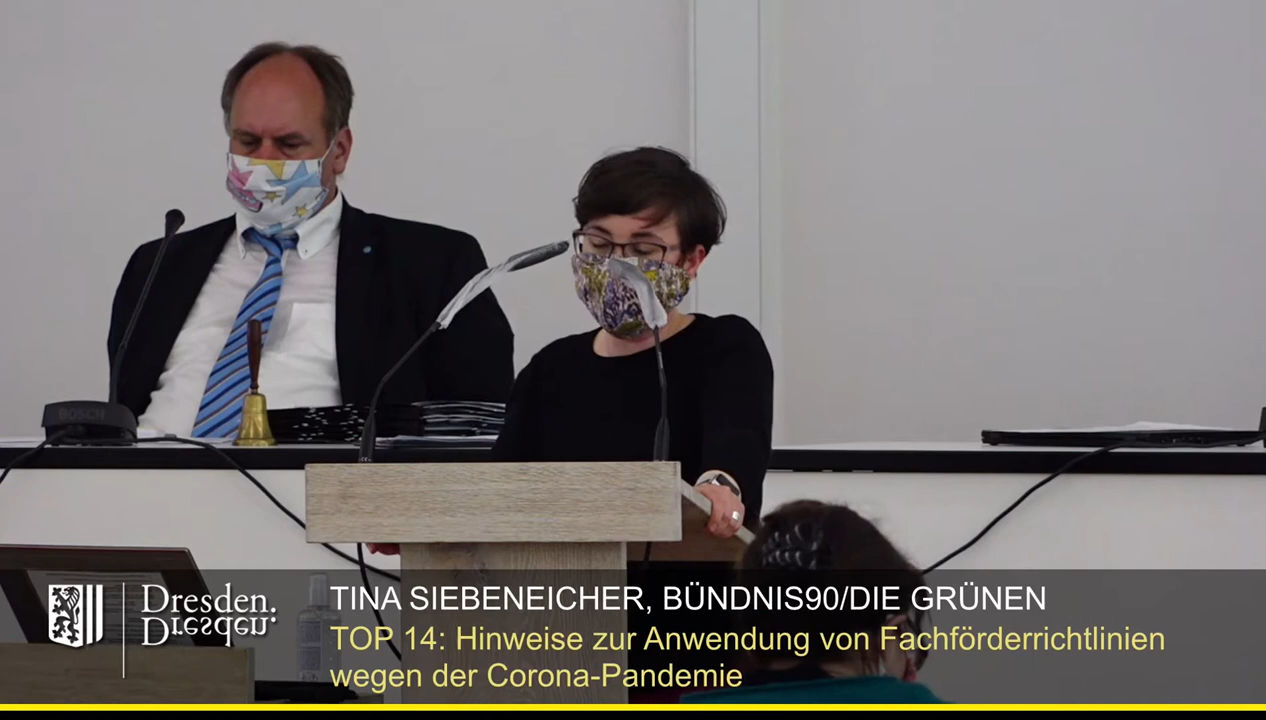 BOSCH
Dresden.
Dresden.
TINA SIEBENEICHER, BÜNDNIS90/DIE GRÜNEN
TOP 14: Hinweise zur Anwendung von Fachförderrichtlinien
wegen der Corona-Pandemie